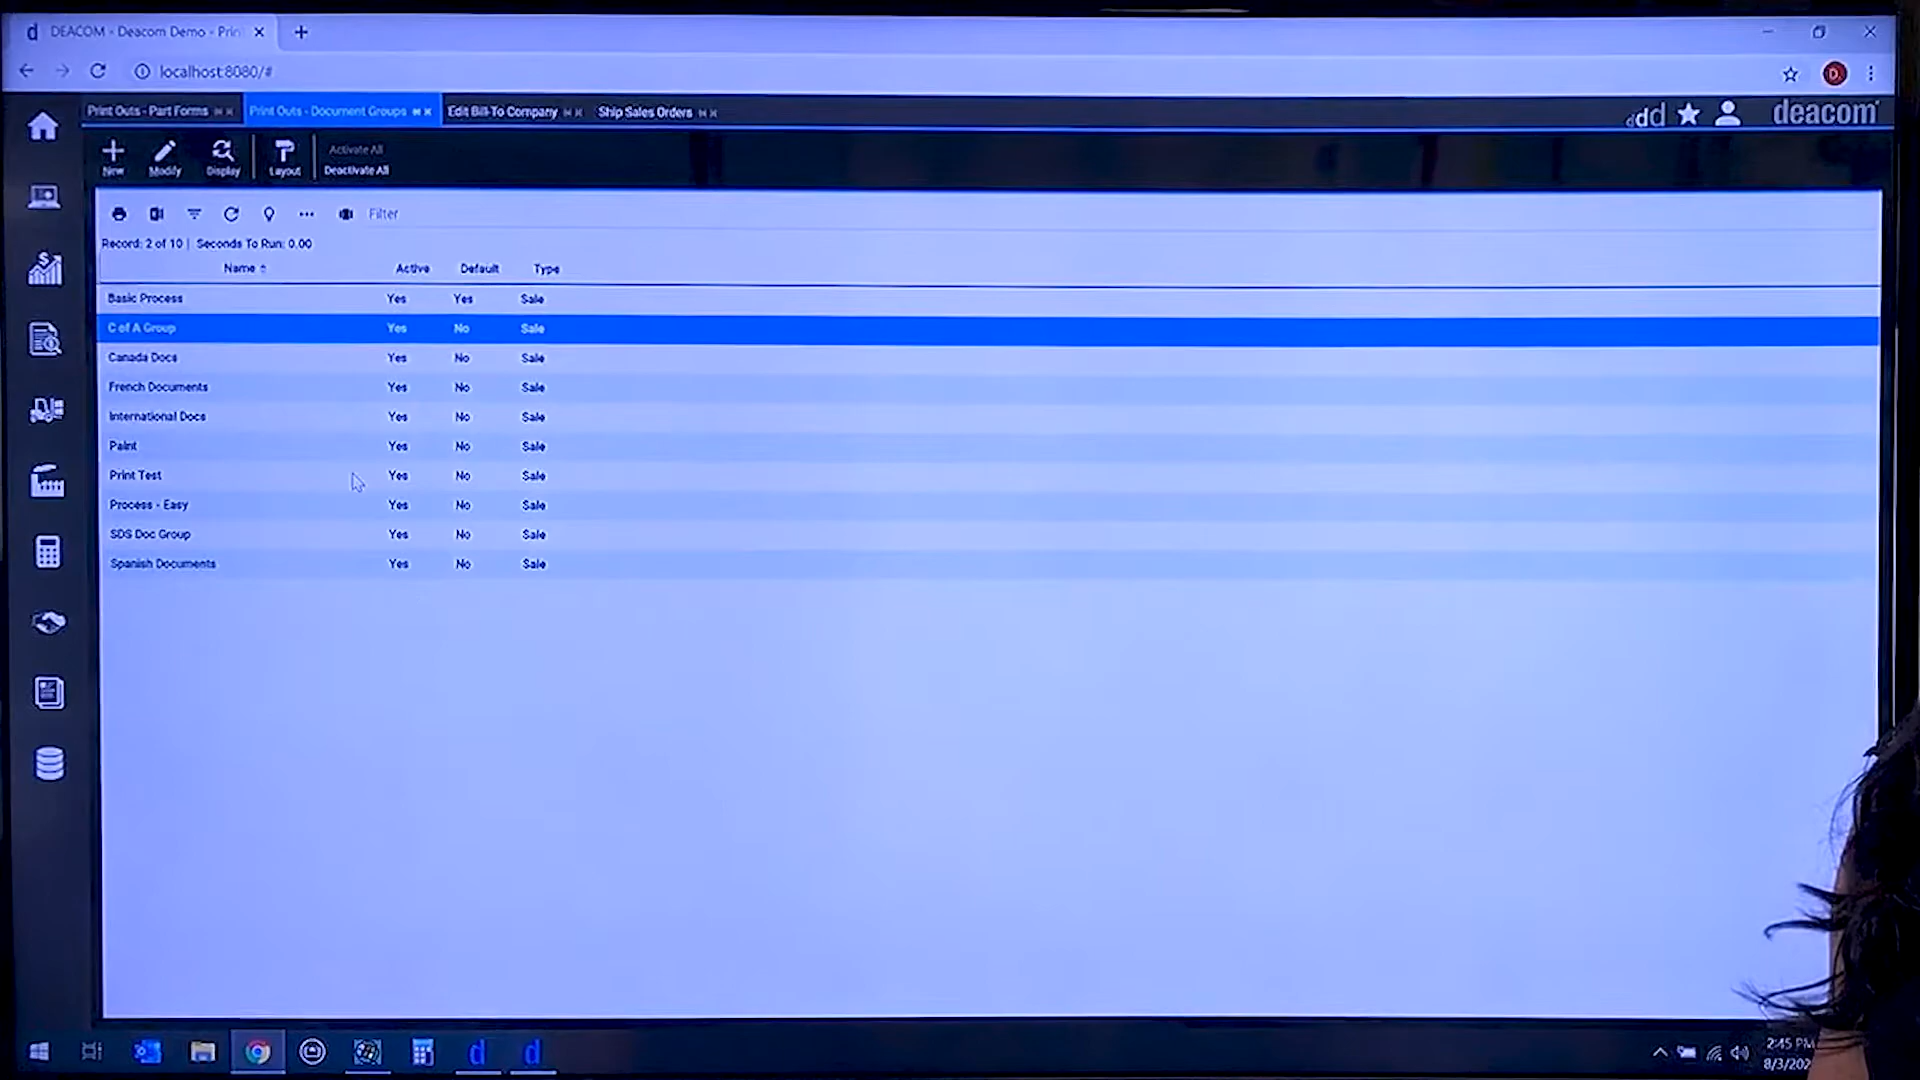 DEACOM - Deacom Demo - Prin
localhost:8080/#
Print Outs - Part Forms
Print Outs - Document Groups
Edit Bill-To Company
Ship Sales Orders
dd
deacom
New
Modify
Display
Layout
Activate All
Deactivate All
Filter
Record: 2 of 10 | Seconds To Run: 0.00
Name Active Default Type
Basic Process Yes Yes Sale
C of A Group Yes No Sale
Canada Docs Yes No Sale
French Documents Yes No Sale
International Docs Yes No Sale
Paint Yes No Sale
Print Test Yes No Sale
Process - Easy Yes No Sale
SDS Doc Group Yes No Sale
Spanish Documents Yes No Sale
2:45 PM
8/3/202